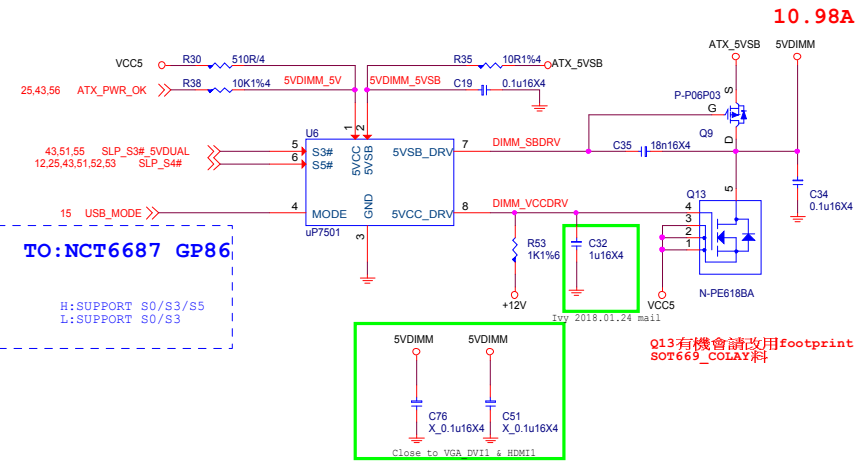 10.98A
ATX_5VSB
5VDIMM
VCC5
R30
510R/4
R35
10R1%4
ATX_5VSB
25,43,56
ATX_PWR_OK
R38
10K1%4
5VDIMM_5V
5VDIMM_5VSB
C19
0.1u16X4
P-P06P03
S
G
D
Q9
U6
1
2
43,51,55
SLP_S3#_5VDUAL
5
S3#
12,25,43,51,52,53
SLP_S4#
6
S5#
5VCC
5VSB
5VSB_DRV
7
DIMM_SBDRV
C35
18n16X4
15
USB_MODE
4
MODE
GND
3
5VCC_DRV
8
DIMM_VCCDRV
uP7501
Q13
5
4
3
2
1
C34
0.1u16X4
R53
1K1%6
C32
1u16X4
+12V
VCC5
N-PE618BA
TO:NCT6687 GP86
H:SUPPORT S0/S3/S5
L:SUPPORT S0/S3
Ivy 2018.01.24 mail
Q13有機會請改用footprint
SOT669_COLAY料
5VDIMM
5VDIMM
C76
X_0.1u16X4
C51
X_0.1u16X4
Close to VGA_DVI1 & HDMI1